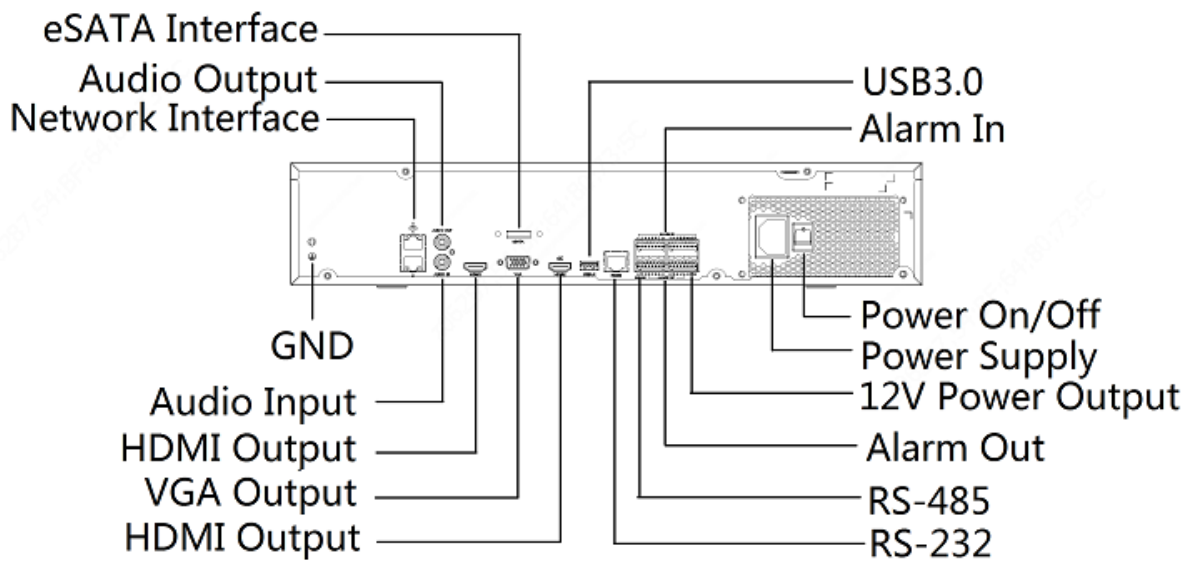 eSATA Interface
Audio Output
Network Interface
USB3.0
Alarm In
GND
Audio Input
HDMI Output
VGA Output
HDMI Output
Power On/Off
Power Supply
12V Power Output
Alarm Out
RS-485
RS-232